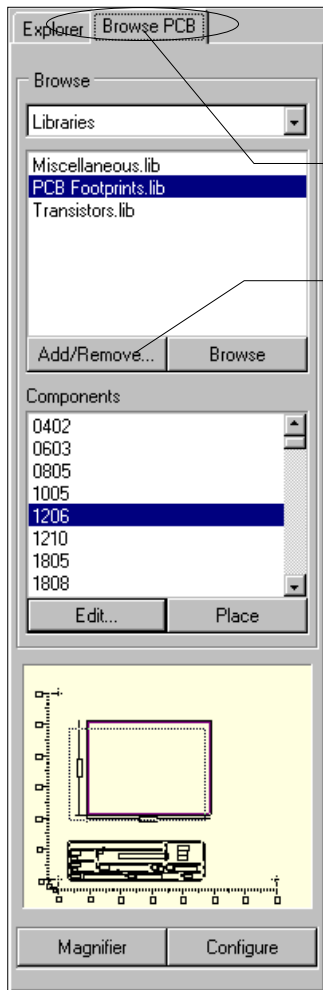 Explorer Browse PCB
Browse
Libraries
Miscellaneous.lib
PCB Footprints.lib
Transistors.lib
Add/Remove... Browse
Components
0402
0603
0805
1005
1206
1210
1805
1808
Edit... Place
Magnifier Configure